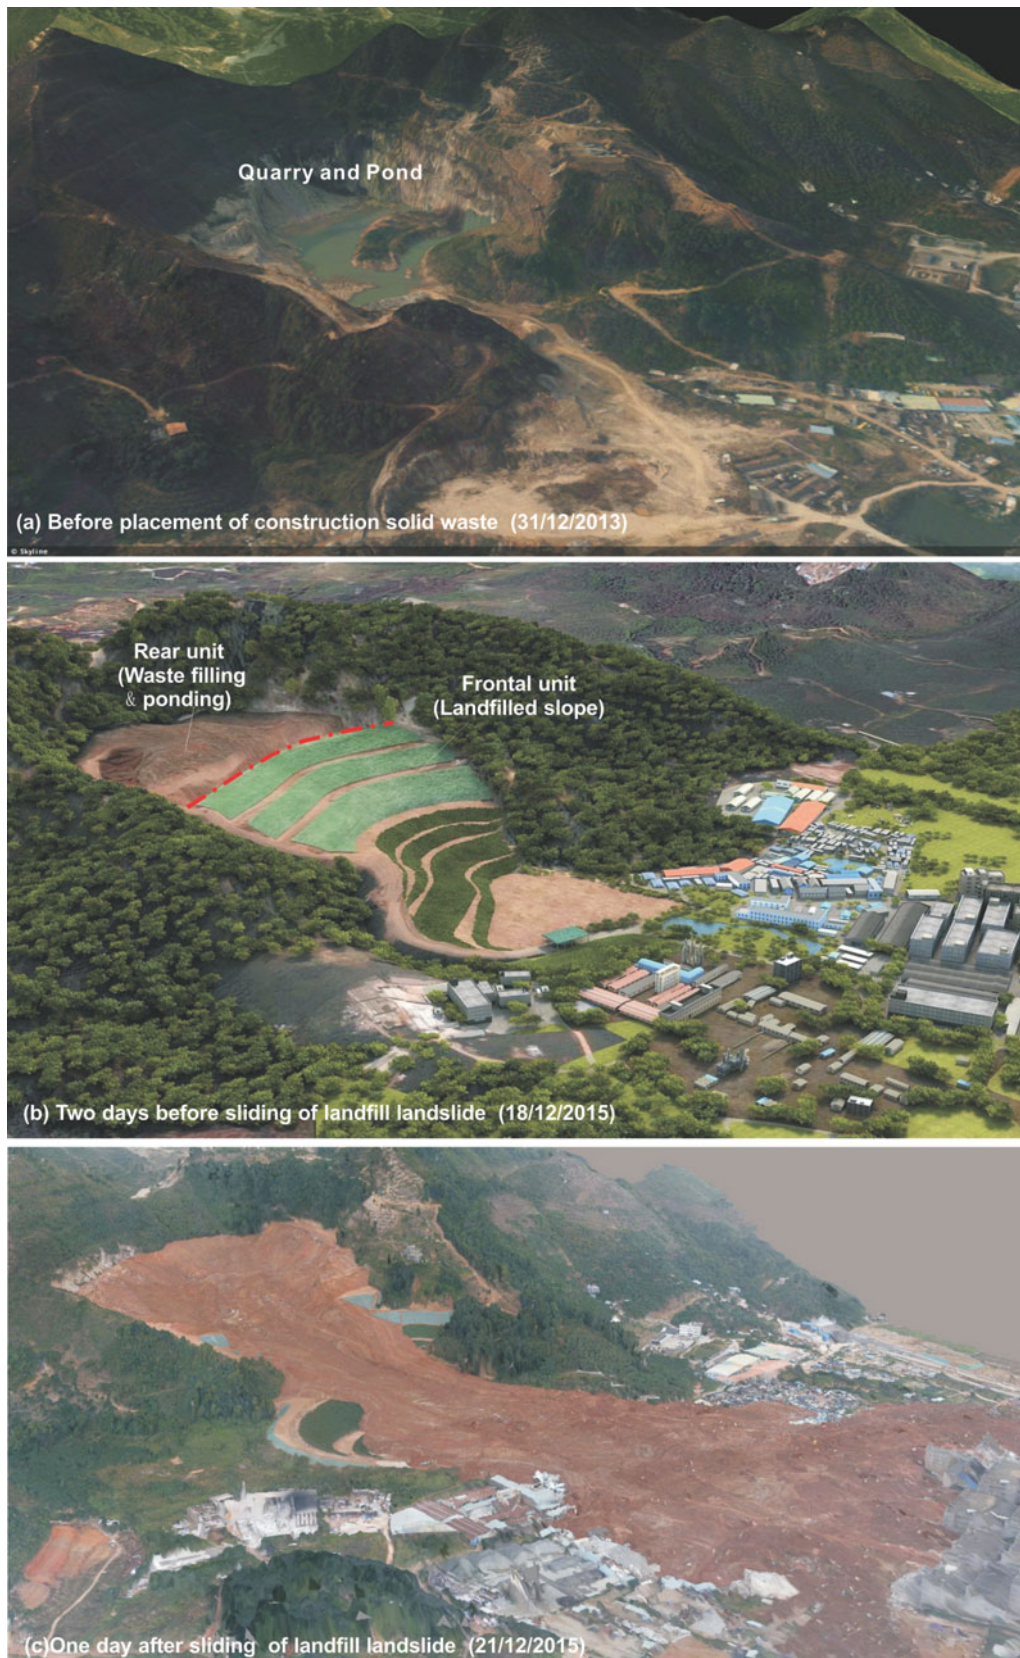 Quarry and Pond
(a) Before placement of construction solid waste (31/12/2013)
© Skyline
Rear unit
(Waste filling
& ponding)
Frontal unit
(Landfilled slope)
(b) Two days before sliding of landfill landslide (18/12/2015)
(c)One day after sliding of landfill landslide (21/12/2015)